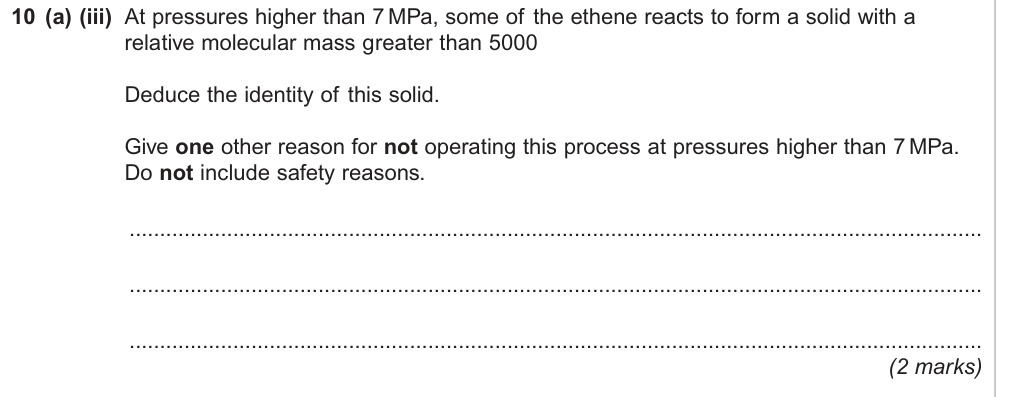 10 (a) (iii) At pressures higher than 7 MPa, some of the ethene reacts to form a solid with a
relative molecular mass greater than 5000
Deduce the identity of this solid.
Give one other reason for not operating this process at pressures higher than 7 MPa.
Do not include safety reasons.
(2 marks)